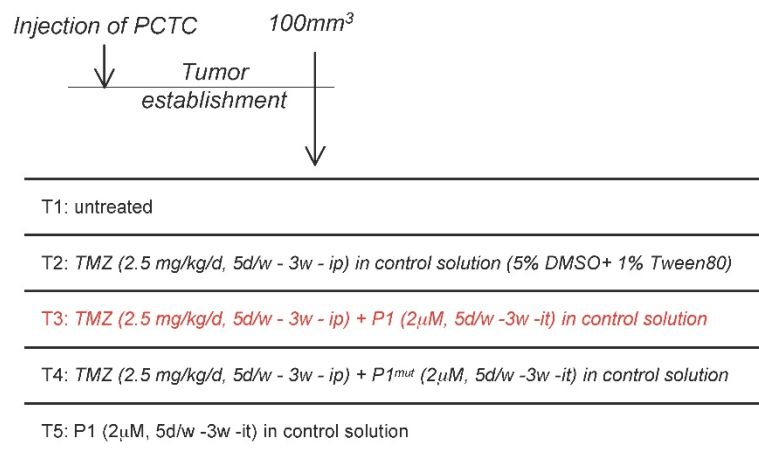 Injection of PCTC
100mm³
Tumor
establishment
T1: untreated
T2: TMZ (2.5 mg/kg/d, 5d/w - 3w - ip) in control solution (5% DMSO+ 1% Tween80)
T3: TMZ (2.5 mg/kg/d, 5d/w - 3w - ip) + P1 (2µM, 5d/w -3w -it) in control solution
T4: TMZ (2.5 mg/kg/d, 5d/w - 3w - ip) + P1ᵐᵘᵗ (2µM, 5d/w -3w -it) in control solution
T5: P1 (2µM, 5d/w -3w -it) in control solution